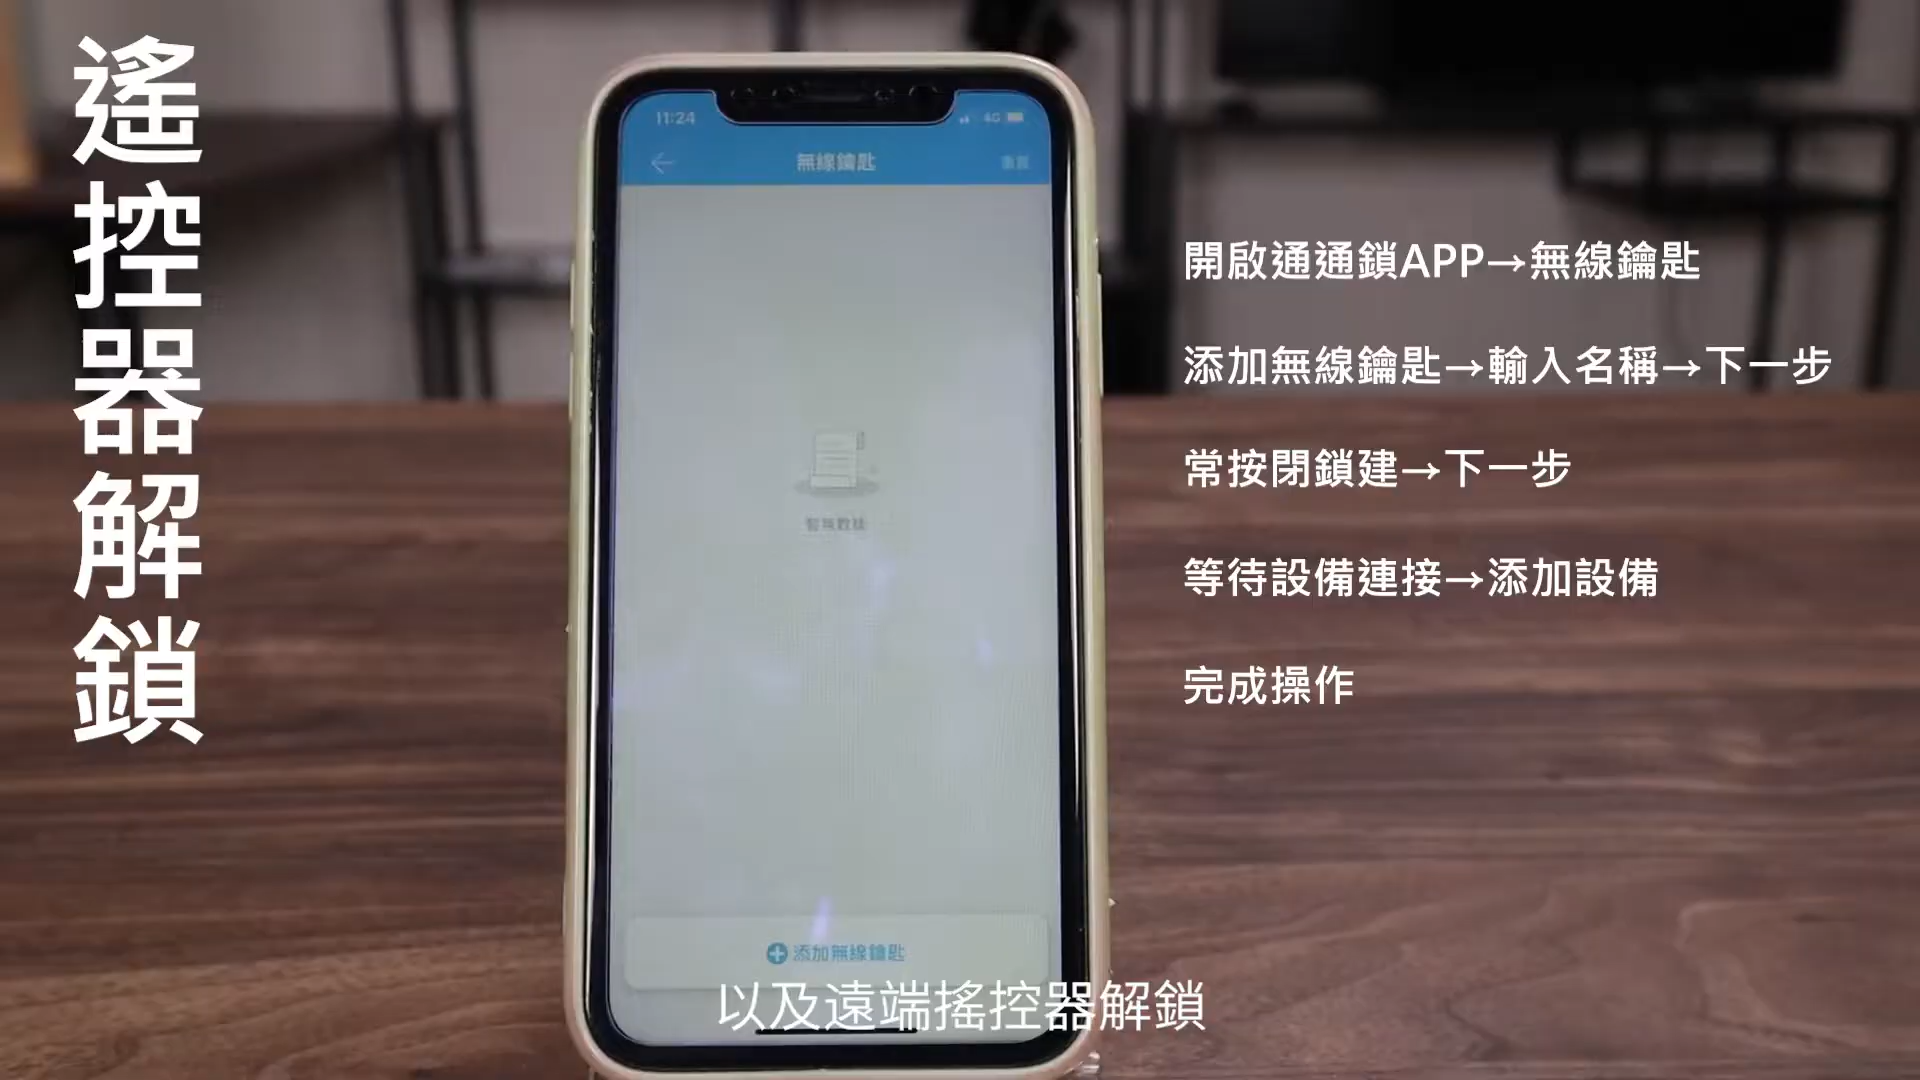 遙控器解鎖
11:24
4G
無線鑰匙
重置
開啟通通鎖APP→無線鑰匙
添加無線鑰匙→輸入名稱→下一步
常按閉鎖建→下一步
等待設備連接→添加設備
完成操作
暫無數據
添加無線鑰匙
以及遠端搖控器解鎖